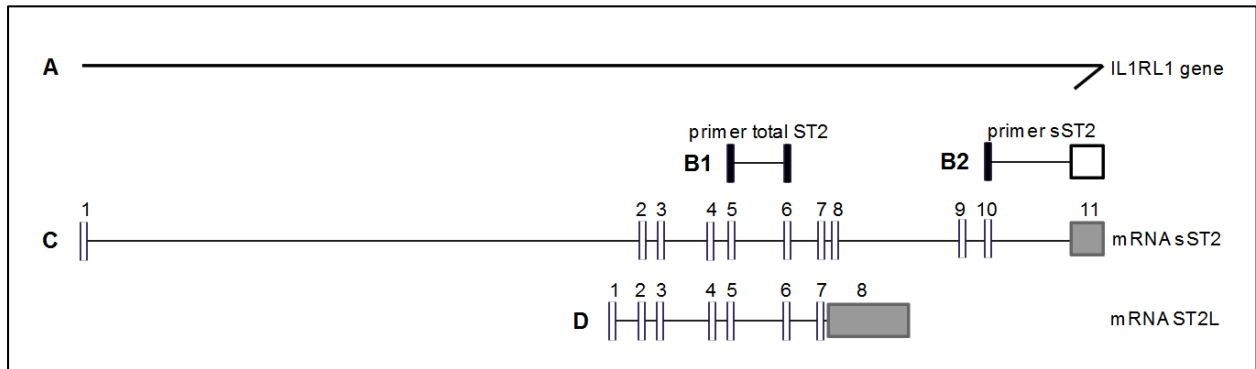 A IL1RL1 gene
primer total ST2 primer sST2
B1 B2
1 2 3 4 5 6 7 8 9 10 11
C mRNA sST2
1 2 3 4 5 6 7 8
D mRNA ST2L